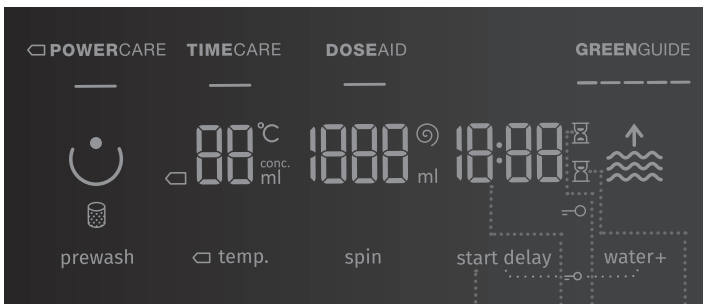 POWERCARE TIMECARE DOSEAID GREENGUIDE
88 °C 1888 18:88
conc.
ml ml
prewash temp. spin start delay water+